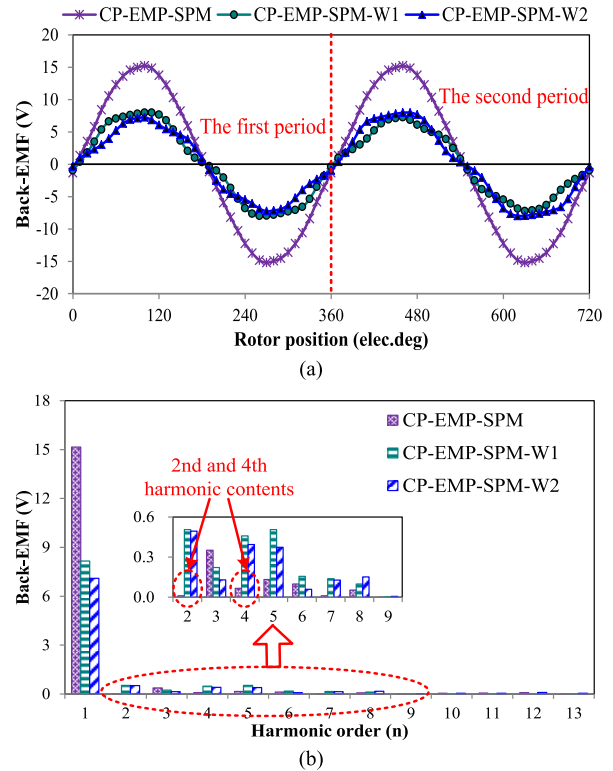 CP-EMP-SPM CP-EMP-SPM-W1 CP-EMP-SPM-W2
20
15
10
5
0
-5
-10
-15
-20
Back-EMF (V)
The first period
The second period
0 120 240 360 480 600 720
Rotor position (elec.deg)
(a)
18
15
12
9
6
3
0
Back-EMF (V)
CP-EMP-SPM
CP-EMP-SPM-W1
CP-EMP-SPM-W2
2nd and 4th
harmonic contents
0.6
0.3
0.0
2 3 4 5 6 7 8 9
1 2 3 4 5 6 7 8 9 10 11 12 13
Harmonic order (n)
(b)